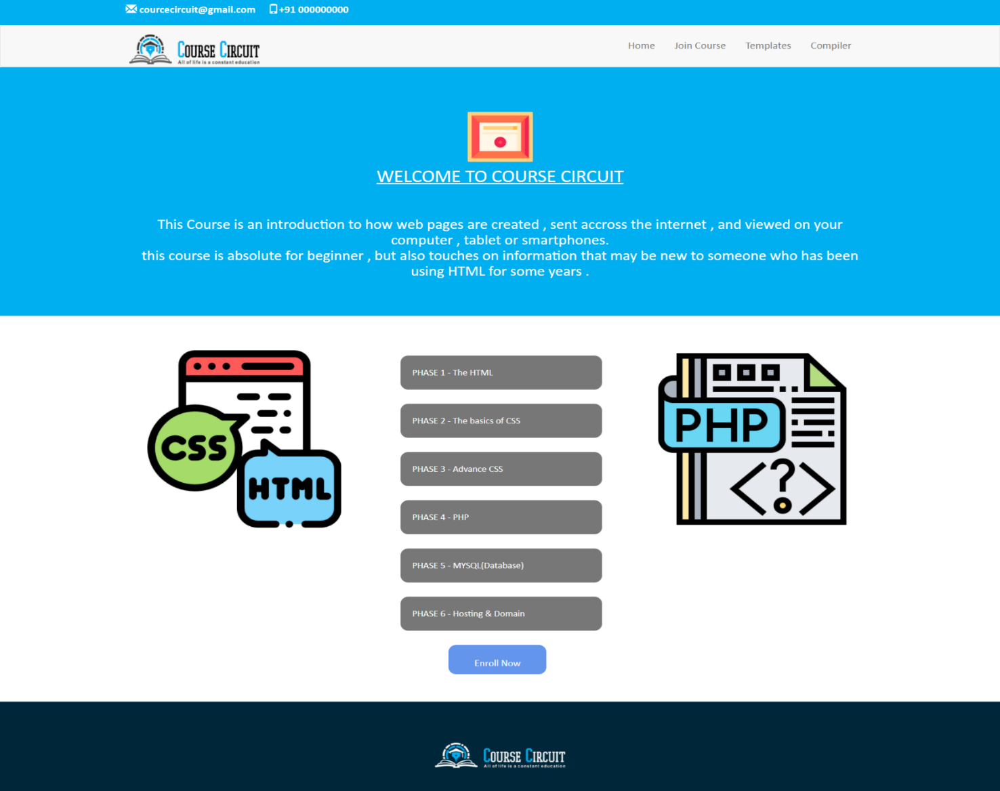 courcecircuit@gmail.com +91 000000000
COURSE CIRCUIT
All of life is a constant education
Home Join Course Templates Compiler
WELCOME TO COURSE CIRCUIT
This Course is an introduction to how web pages are created , sent accross the internet , and viewed on your
computer , tablet or smartphones.
this course is absolute for beginner , but also touches on information that may be new to someone who has been
using HTML for some years .
CSS
HTML
PHASE 1 - The HTML
PHASE 2 - The basics of CSS
PHASE 3 - Advance CSS
PHASE 4 - PHP
PHASE 5 - MYSQL(Database)
PHASE 6 - Hosting & Domain
Enroll Now
PHP
<?>
COURSE CIRCUIT
All of life is a constant education